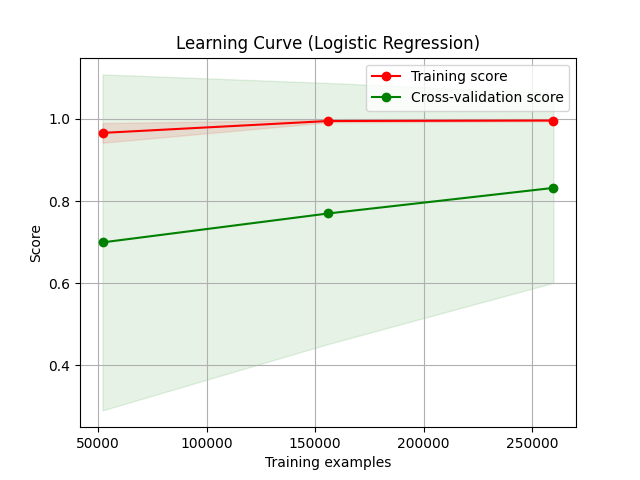 Learning Curve (Logistic Regression)
Training score
Cross-validation score
1.0
0.8
0.6
0.4
Score
50000
100000
150000
200000
250000
Training examples